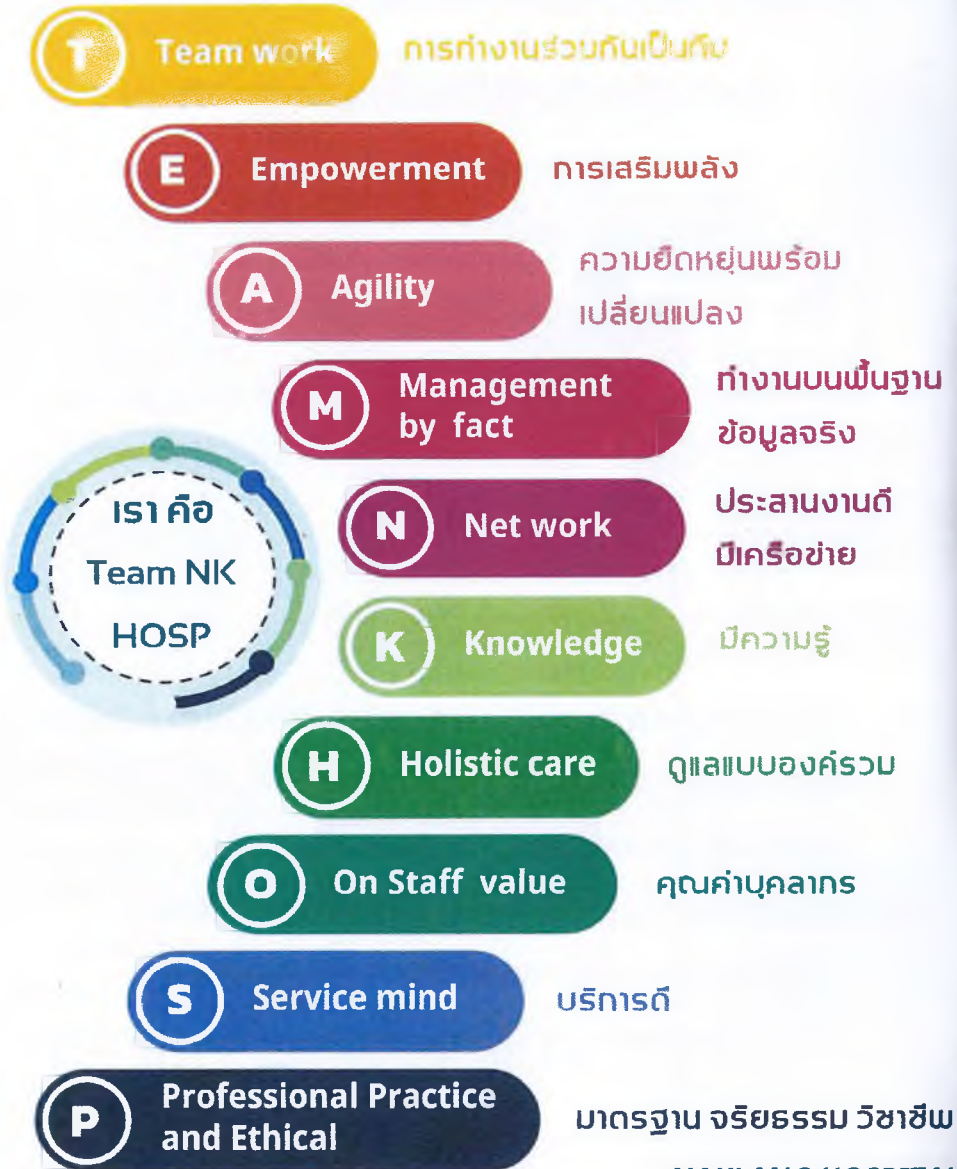 T Team work การทำงานร่วมกันเป็นทีม
E Empowerment การเสริมพลัง
A Agility ความยืดหยุ่นพร้อม
เปลี่ยนแปลง
M Management
by fact
ทำงานบนพื้นฐาน
ข้อมูลจริง
เรา คือ
Team NK
HOSP
N Net work ประสานงานดี
มีเครือข่าย
K Knowledge มีความรู้
H Holistic care ดูแลแบบองค์รวม
O On Staff value คุณค่าบุคลากร
S Service mind บริการดี
P Professional Practice
and Ethical
มาตรฐาน จริยธรรม วิชาชีพ